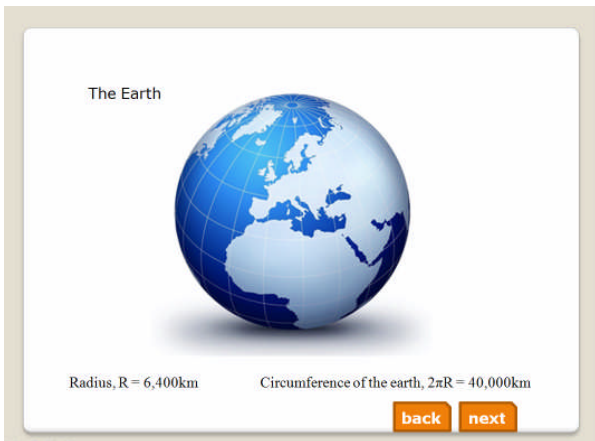 The Earth
Radius, R = 6,400km
Circumference of the earth, 2πR = 40,000km
back
next